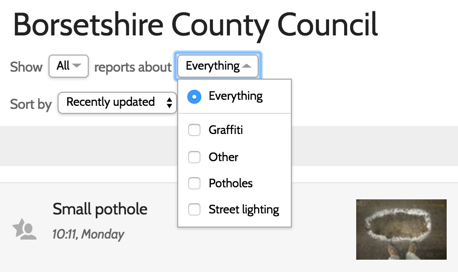 Borsetshire County Council
Show All reports about Everything
Everything
Sort by Recently updated
Graffiti
Other
Potholes
Street lighting
Small pothole
10:11, Monday